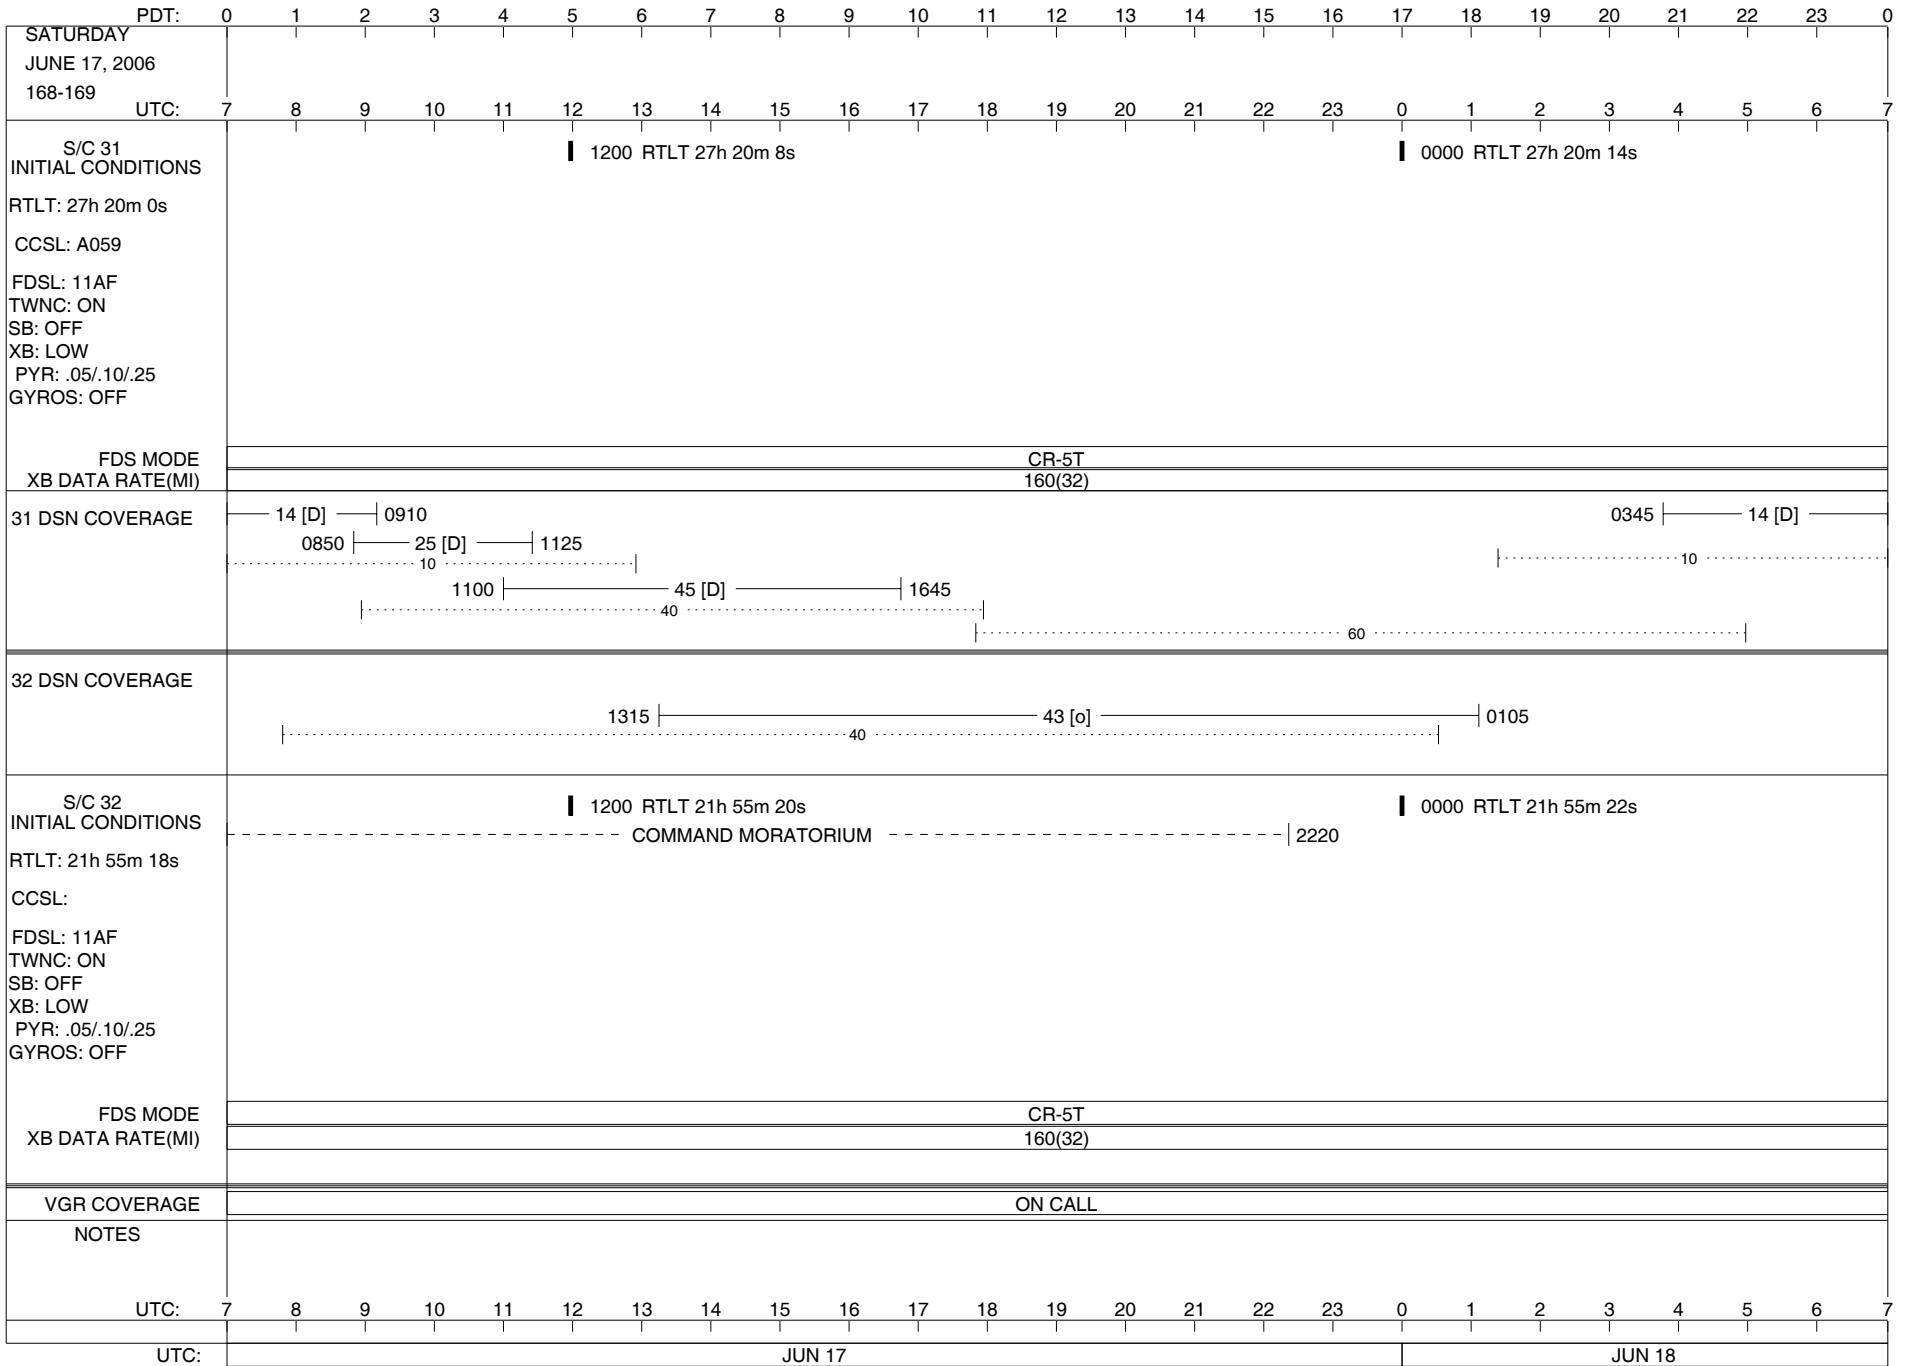 PDT: 0 1 2 3 4 5 6 7 8 9 10 11 12 13 14 15 16 17 18 19 20 21 22 23 0
SATURDAY
JUNE 17, 2006
168-169
UTC: 7 8 9 10 11 12 13 14 15 16 17 18 19 20 21 22 23 0 1 2 3 4 5 6 7
S/C 31
INITIAL CONDITIONS
1200 RTLT 27h 20m 8s
0000 RTLT 27h 20m 14s
RTLT: 27h 20m 0s
CCSL: A059
FDSL: 11AF
TWNC: ON
SB: OFF
XB: LOW
PYR: .05/.10/.25
GYROS: OFF
FDS MODE CR-5T
XB DATA RATE(MI) 160(32)
31 DSN COVERAGE
14 [D] 0910 0345 14 [D]
0850 25 [D] 1125
10 10
1100 45 [D] 1645
40
60
32 DSN COVERAGE
1315 43 [o] 0105
40
S/C 32
INITIAL CONDITIONS
1200 RTLT 21h 55m 20s
0000 RTLT 21h 55m 22s
COMMAND MORATORIUM 2220
RTLT: 21h 55m 18s
CCSL:
FDSL: 11AF
TWNC: ON
SB: OFF
XB: LOW
PYR: .05/.10/.25
GYROS: OFF
FDS MODE CR-5T
XB DATA RATE(MI) 160(32)
VGR COVERAGE ON CALL
NOTES
UTC: 7 8 9 10 11 12 13 14 15 16 17 18 19 20 21 22 23 0 1 2 3 4 5 6 7
UTC: JUN 17 JUN 18